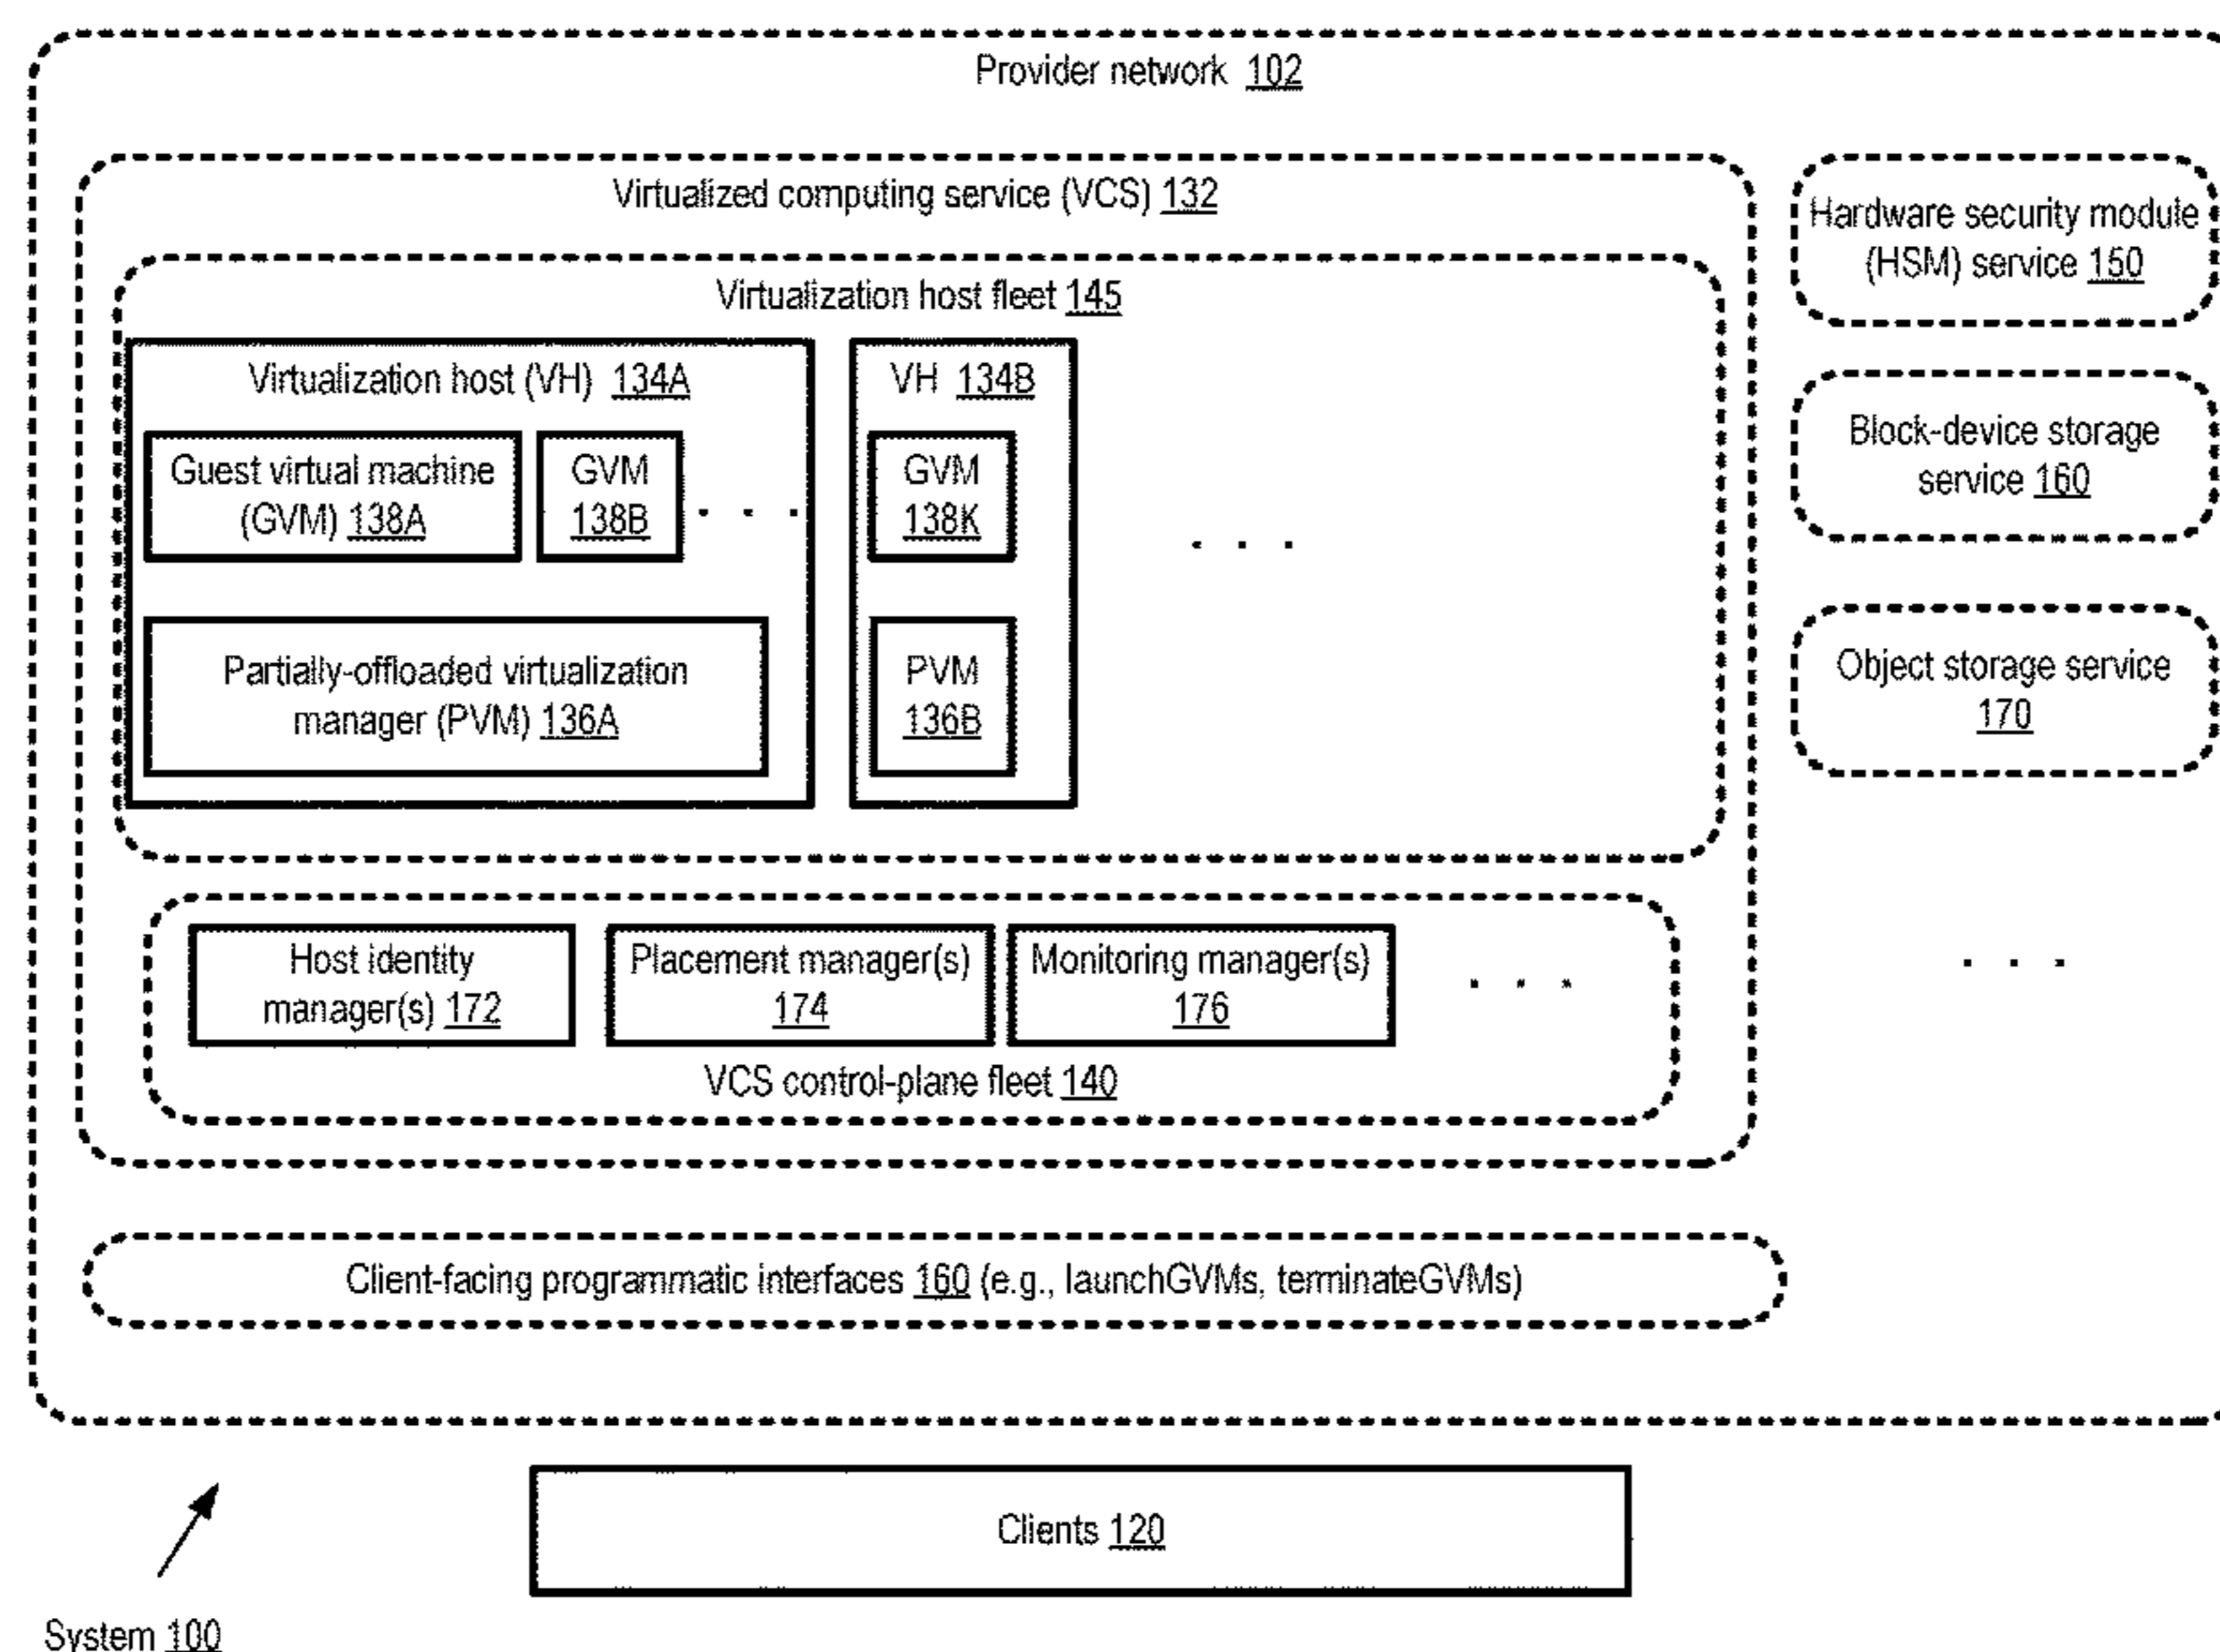 Provider network 102
Virtualized computing service (VCS) 132
Virtualization host fleet 145
Virtualization host (VH) 134A
Guest virtual machine
(GVM) 138A
GVM
138B
. . .
Partially-offloaded virtualization
manager (PVM) 136A
VH 134B
GVM
138K
PVM
136B
. . .
Host identity
manager(s) 172
Placement manager(s)
174
Monitoring manager(s)
176
. . .
VCS control-plane fleet 140
Hardware security module
(HSM) service 150
Block-device storage
service 160
Object storage service
170
. . .
Client-facing programmatic interfaces 160 (e.g., launchGVMs, terminateGVMs)
Clients 120
System 100